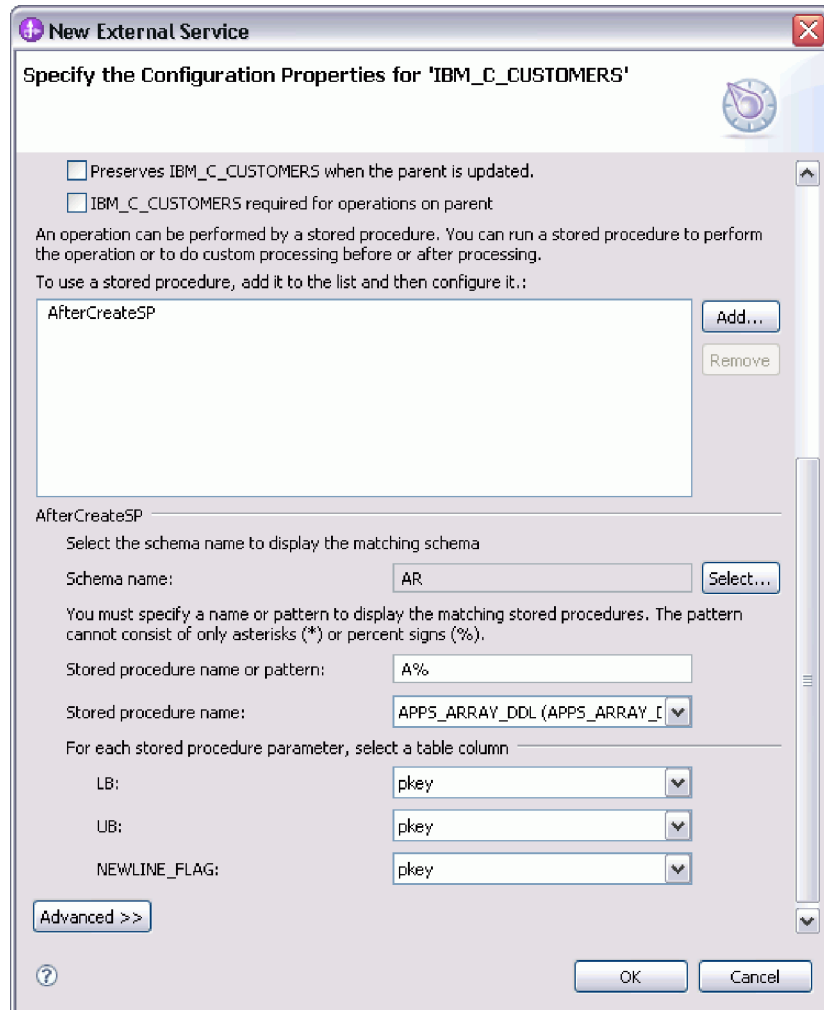 New External Service
Specify the Configuration Properties for 'IBM_C_CUSTOMERS'
Preserves IBM_C_CUSTOMERS when the parent is updated.
IBM_C_CUSTOMERS required for operations on parent
An operation can be performed by a stored procedure. You can run a stored procedure to perform
the operation or to do custom processing before or after processing.
To use a stored procedure, add it to the list and then configure it.:
AfterCreateSP
Add...
Remove
AfterCreateSP
Select the schema name to display the matching schema
Schema name: AR Select...
You must specify a name or pattern to display the matching stored procedures. The pattern
cannot consist of only asterisks (*) or percent signs (%).
Stored procedure name or pattern: A%
Stored procedure name: APPS_ARRAY_DDL (APPS_ARRAY_D
For each stored procedure parameter, select a table column
LB: pkey
UB: pkey
NEWLINE_FLAG: pkey
Advanced >>
?
OK Cancel